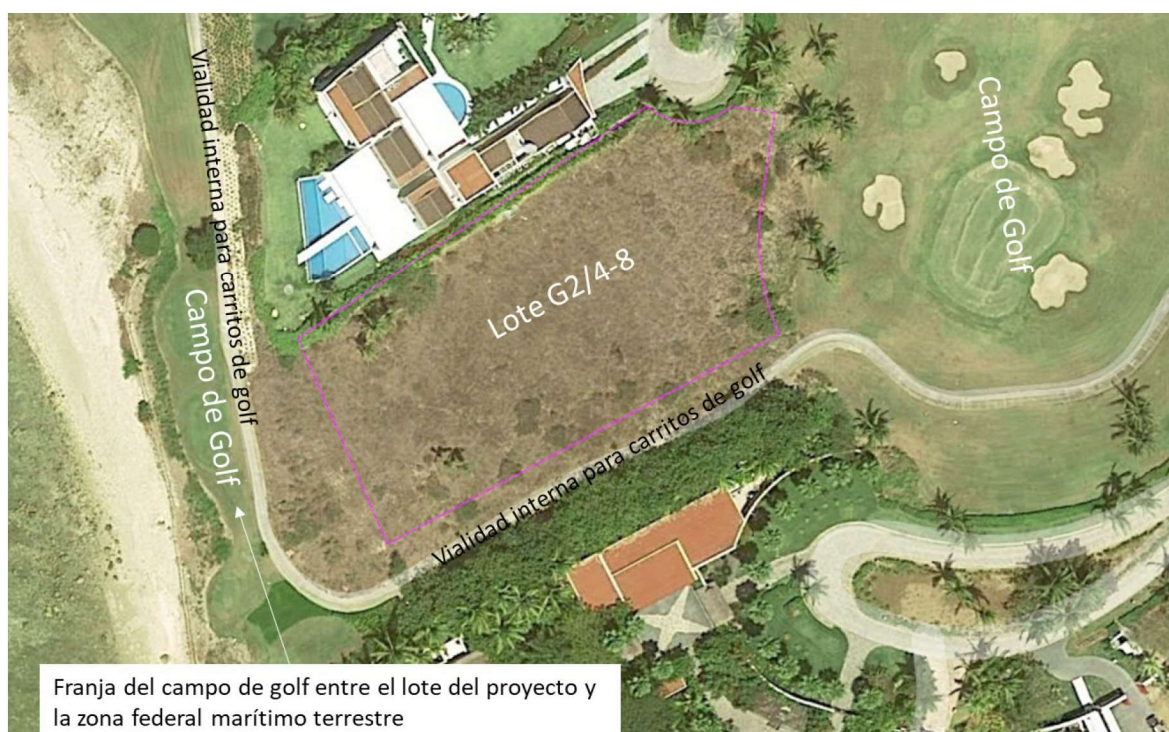 Vialidad interna para carritos de golf
Campo de Golf
Lote G2/4-8
Campo de Golf
Vialidad interna para carritos de golf
Franja del campo de golf entre el lote del proyecto y
la zona federal marítimo terrestre